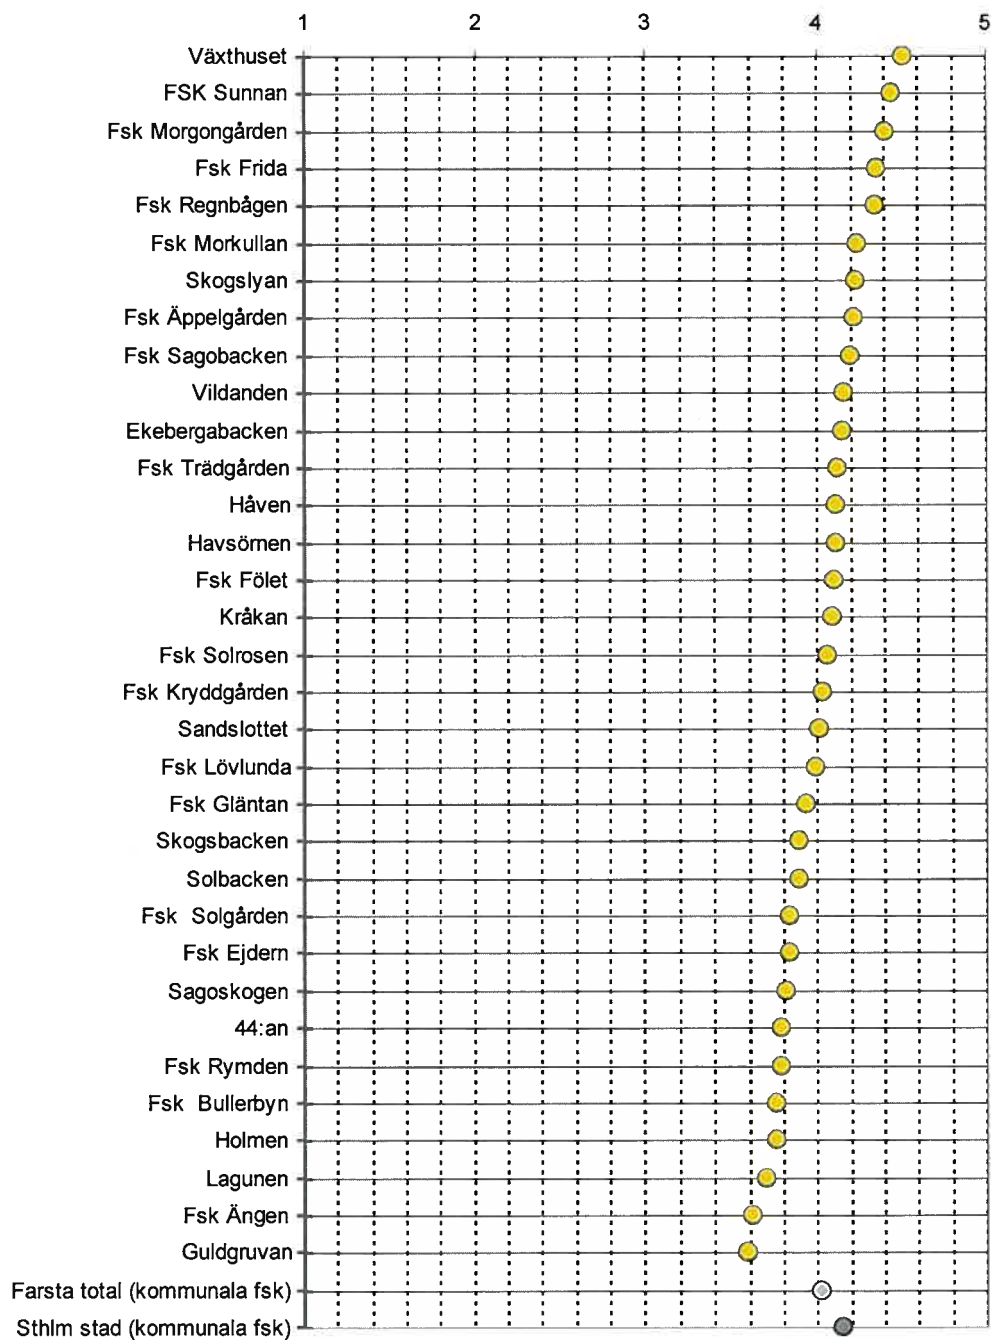 1 2 3 4 5
Växthuset
FSK Sunnan
Fsk Morgongården
Fsk Frida
Fsk Regnbågen
Fsk Morkullan
Skogslyan
Fsk Äppelgården
Fsk Sagobacken
Vildanden
Ekebergabacken
Fsk Trädgården
Håven
Havsörnen
Fsk Fölet
Kråkan
Fsk Solrosen
Fsk Kryddgården
Sandslottet
Fsk Lövlunda
Fsk Gläntan
Skogsbacken
Solbacken
Fsk Solgården
Fsk Ejdern
Sagoskogen
44:an
Fsk Rymden
Fsk Bullerbyn
Holmen
Lagunen
Fsk Ängen
Guldgruvan
Farsta total (kommunala fsk)
Sthlm stad (kommunala fsk)